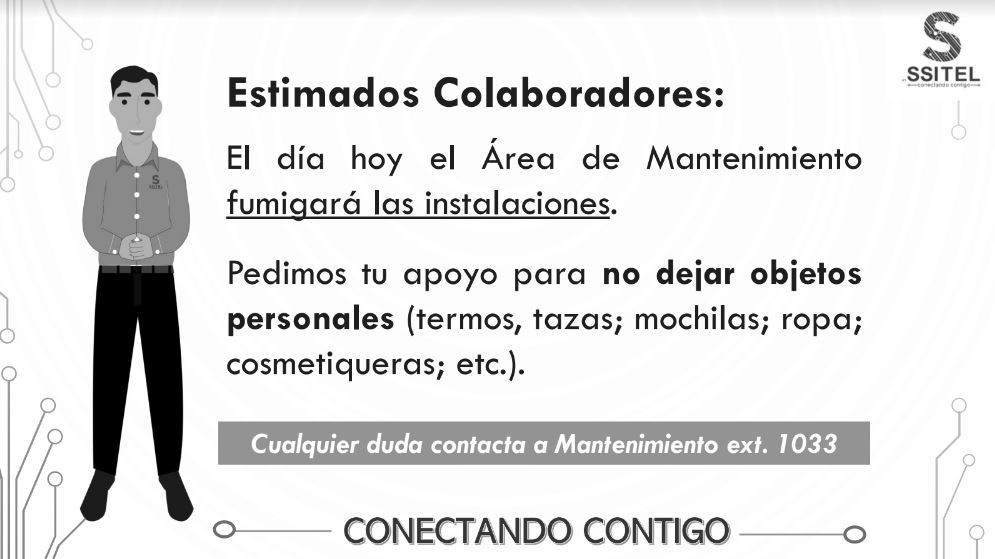 S
SSITEL
conectando contigo
Estimados Colaboradores:
S
SSITEL
El día hoy el Área de Mantenimiento
fumigará las instalaciones.
Pedimos tu apoyo para no dejar objetos
personales (termos, tazas; mochilas; ropa;
cosmetiqueras; etc.).
Cualquier duda contacta a Mantenimiento ext. 1033
CONECTANDO CONTIGO